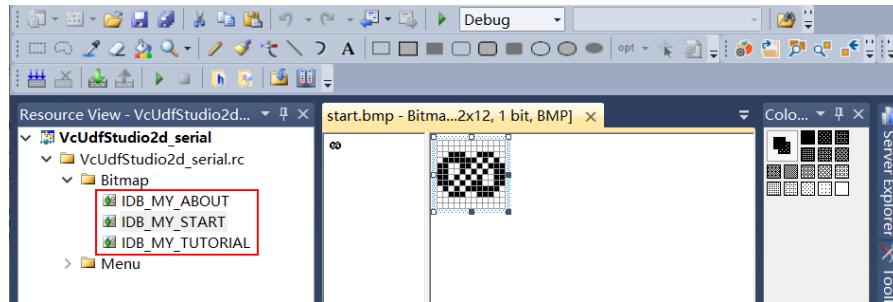 Debug
A
opt
Resource View - VcUdfStudio2d...
start.bmp - Bitma...2x12, 1 bit, BMP]
Colo...
VcUdfStudio2d_serial
VcUdfStudio2d_serial.rc
Bitmap
IDB_MY_ABOUT
IDB_MY_START
IDB_MY_TUTORIAL
Menu
Server Explorer